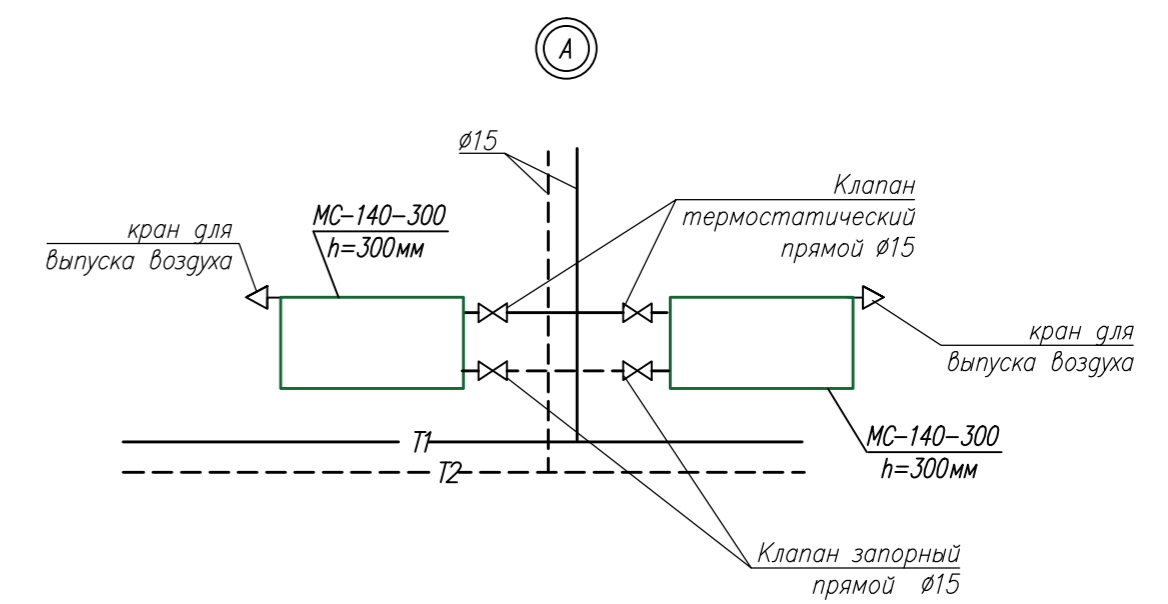 А
ø15
Клапан
термостатический
прямой ø15
МС-140-300
h=300мм
кран для
выпуска воздуха
кран для
выпуска воздуха
Т1
Т2
МС-140-300
h=300мм
Клапан запорный
прямой ø15